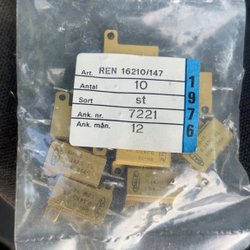 Art. REN 16210/147
Antal 10
Sort st
Ank. nr. 7221
Ank. mån. 12
1976